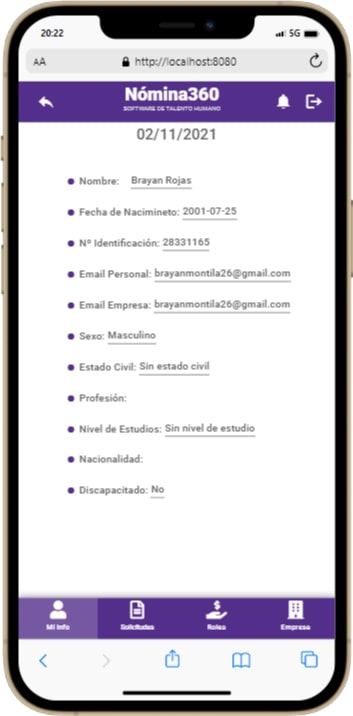 20:22
5G
AA
http://localhost:8080
Nómina360
SOFTWARE DE TALENTO HUMANO
02/11/2021
Nombre: Brayan Rojas
Fecha de Nacimineto: 2001-07-25
Nº Identificación: 28331165
Email Personal: brayanmontila26@gmail.com
Email Empresa: brayanmontila26@gmail.com
Sexo: Masculino
Estado Civil: Sin estado civil
Profesión:
Nivel de Estudios: Sin nivel de estudio
Nacionalidad:
Discapacitado: No
Mi Info
Solicitudes
Roles
Empresa